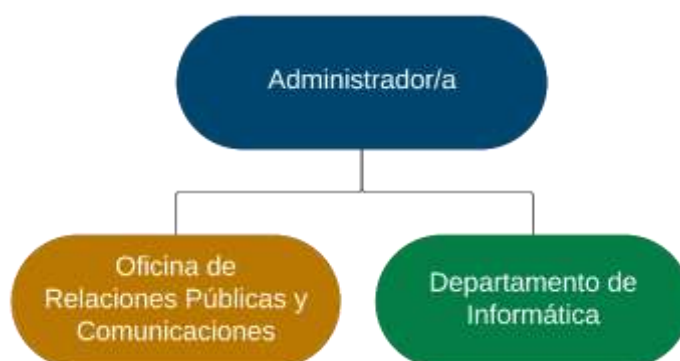 Administrador/a
Oficina de
Relaciones Públicas y
Comunicaciones
Departamento de
Informática